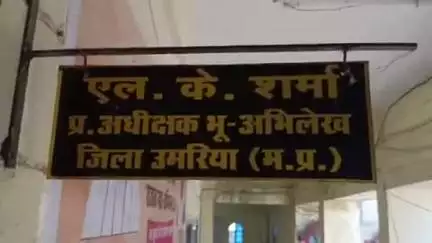 एल. के. शर्मा
प्र.अधीक्षक भू-अभिलेख
जिला उमरिया (म.प्र.)